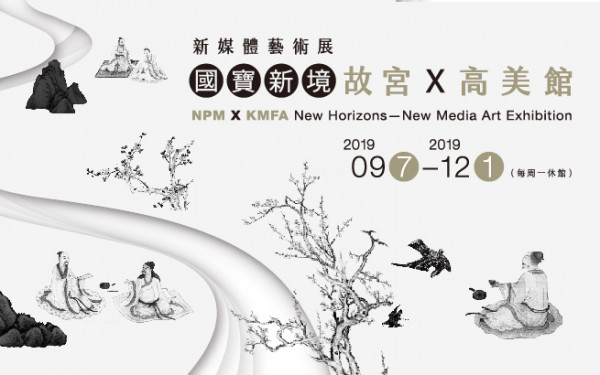 新媒體藝術展
國寶新境 故宮 X 高美館
NPM X KMFA New Horizons—New Media Art Exhibition
2019 2019
09 7 – 12 1 (每周一休館)